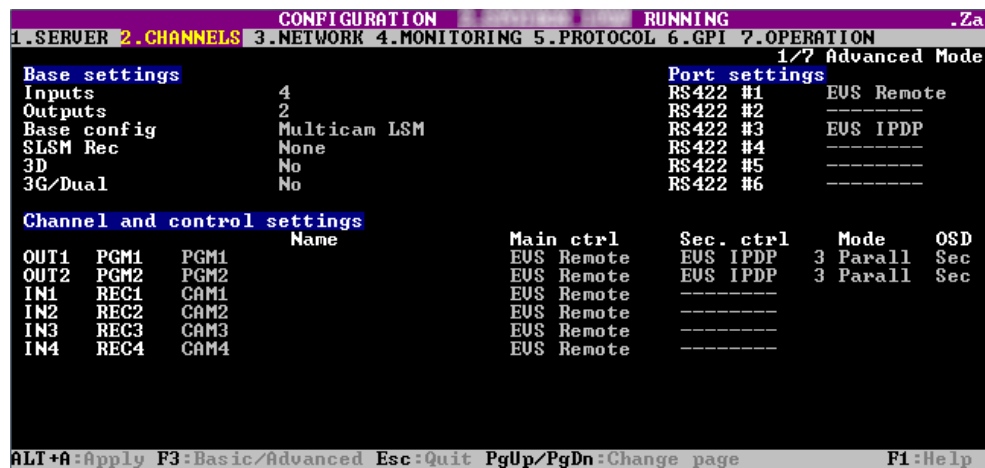 CONFIGURATION RUNNING .Za
1.SERVER 2.CHANNELS 3.NETWORK 4.MONITORING 5.PROTOCOL 6.GPI 7.OPERATION
1/7 Advanced Mode
Base settings Port settings
Inputs 4 RS422 #1 EVS Remote
Outputs 2 RS422 #2 --------
Base config Multicam LSM RS422 #3 EVS IPDP
SLSM Rec None RS422 #4 --------
3D No RS422 #5 --------
3G/Dual No RS422 #6 --------
Channel and control settings
Name Main ctrl Sec. ctrl Mode OSD
OUT1 PGM1 PGM1 EVS Remote EVS IPDP 3 Parall Sec
OUT2 PGM2 PGM2 EVS Remote EVS IPDP 3 Parall Sec
IN1 REC1 CAM1 EVS Remote --------
IN2 REC2 CAM2 EVS Remote --------
IN3 REC3 CAM3 EVS Remote --------
IN4 REC4 CAM4 EVS Remote --------
ALT+A:Apply F3:Basic/Advanced Esc:Quit PgUp/PgDn:Change page F1:Help